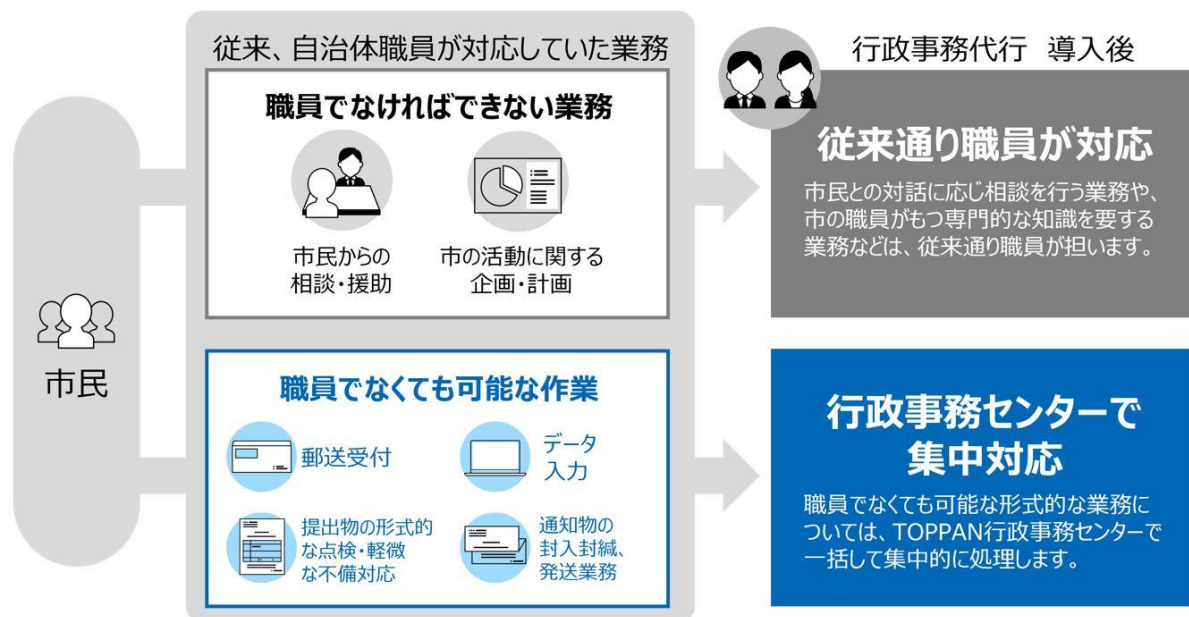 従来、自治体職員が対応していた業務
職員でなければできない業務
市民からの
相談・援助
市の活動に関する
企画・計画
市民
職員でなくても可能な作業
郵送受付
データ
入力
提出物の形式的
な点検・軽微
な不備対応
通知物の
封入封緘、
発送業務
行政事務代行 導入後
従来通り職員が対応
市民との対話に応じ相談を行う業務や、
市の職員がもつ専門的な知識を要する
業務などは、従来通り職員が担います。
行政事務センターで
集中対応
職員でなくても可能な形式的な業務に
ついては、TOPPAN行政事務センターで
一括して集中的に処理します。